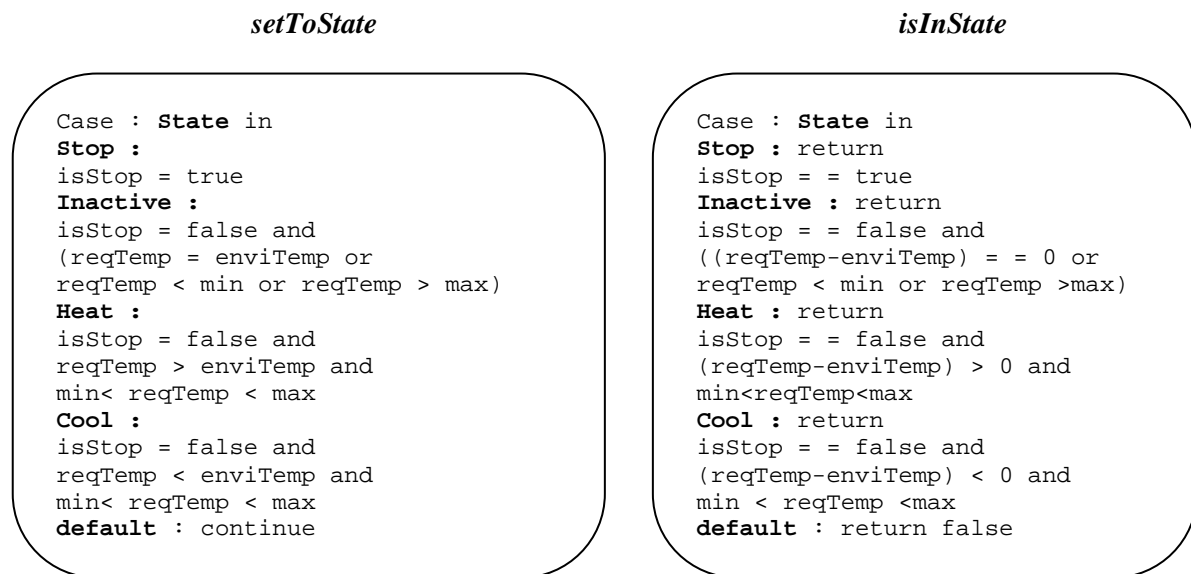 setToState
Case : State in
Stop :
isStop = true
Inactive :
isStop = false and
(reqTemp = enviTemp or
reqTemp < min or reqTemp > max)
Heat :
isStop = false and
reqTemp > enviTemp and
min< reqTemp < max
Cool :
isStop = false and
reqTemp < enviTemp and
min< reqTemp < max
default : continue
isInState
Case : State in
Stop : return
isStop = = true
Inactive : return
isStop = = false and
((reqTemp-enviTemp) = = 0 or
reqTemp < min or reqTemp >max)
Heat : return
isStop = = false and
(reqTemp-enviTemp) > 0 and
min<reqTemp<max
Cool : return
isStop = = false and
(reqTemp-enviTemp) < 0 and
min < reqTemp <max
default : return false